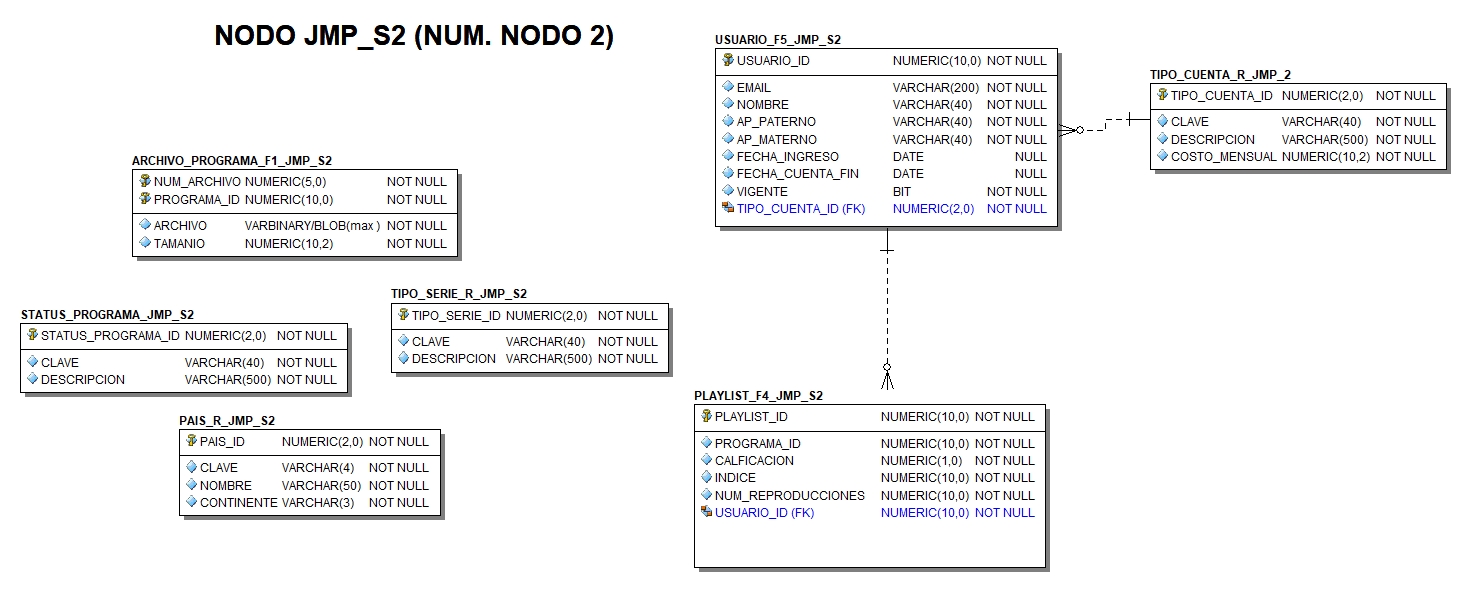 NODO JMP_S2 (NUM. NODO 2)
USUARIO_F5_JMP_S2
USUARIO_ID NUMERIC(10,0) NOT NULL
EMAIL VARCHAR(200) NOT NULL
NOMBRE VARCHAR(40) NOT NULL
AP_PATERNO VARCHAR(40) NOT NULL
AP_MATERNO VARCHAR(40) NOT NULL
FECHA_INGRESO DATE NULL
FECHA_CUENTA_FIN DATE NULL
VIGENTE BIT NOT NULL
TIPO_CUENTA_ID (FK) NUMERIC(2,0) NOT NULL
TIPO_CUENTA_R_JMP_2
TIPO_CUENTA_ID NUMERIC(2,0) NOT NULL
CLAVE VARCHAR(40) NOT NULL
DESCRIPCION VARCHAR(500) NOT NULL
COSTO_MENSUAL NUMERIC(10,2) NOT NULL
ARCHIVO_PROGRAMA_F1_JMP_S2
NUM_ARCHIVO NUMERIC(5,0) NOT NULL
PROGRAMA_ID NUMERIC(10,0) NOT NULL
ARCHIVO VARBINARY/BLOB(max ) NOT NULL
TAMANIO NUMERIC(10,2) NOT NULL
TIPO_SERIE_R_JMP_S2
TIPO_SERIE_ID NUMERIC(2,0) NOT NULL
CLAVE VARCHAR(40) NOT NULL
DESCRIPCION VARCHAR(500) NOT NULL
STATUS_PROGRAMA_JMP_S2
STATUS_PROGRAMA_ID NUMERIC(2,0) NOT NULL
CLAVE VARCHAR(40) NOT NULL
DESCRIPCION VARCHAR(500) NOT NULL
PAIS_R_JMP_S2
PAIS_ID NUMERIC(2,0) NOT NULL
CLAVE VARCHAR(4) NOT NULL
NOMBRE VARCHAR(50) NOT NULL
CONTINENTE VARCHAR(3) NOT NULL
PLAYLIST_F4_JMP_S2
PLAYLIST_ID NUMERIC(10,0) NOT NULL
PROGRAMA_ID NUMERIC(10,0) NOT NULL
CALFICACION NUMERIC(1,0) NOT NULL
INDICE NUMERIC(10,0) NOT NULL
NUM_REPRODUCCIONES NUMERIC(10,0) NOT NULL
USUARIO_ID (FK) NUMERIC(10,0) NOT NULL